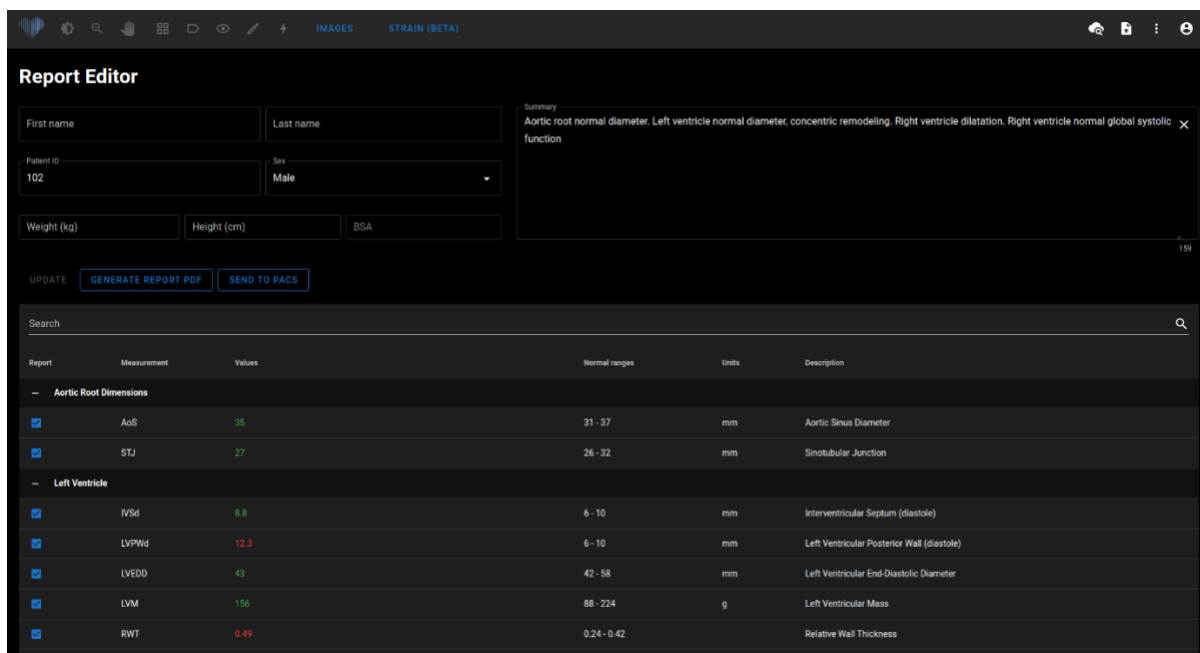 IMAGES STRAIN (BETA)
Report Editor
First name Last name
Summary
Aortic root normal diameter. Left ventricle normal diameter, concentric remodeling. Right ventricle dilatation. Right ventricle normal global systolic
function
Patient ID Sex
102 Male
Weight (kg) Height (cm) BSA
159
UPDATE GENERATE REPORT PDF SEND TO PACS
Search
Report Measurement Values Normal ranges Units Description
Aortic Root Dimensions
AoS 35 31 - 37 mm Aortic Sinus Diameter
STJ 27 26 - 32 mm Sinotubular Junction
Left Ventricle
IVSd 8.8 6 - 10 mm Interventricular Septum (diastole)
LVPWd 12.3 6 - 10 mm Left Ventricular Posterior Wall (diastole)
LVEDD 43 42 - 58 mm Left Ventricular End-Diastolic Diameter
LVM 156 88 - 224 g Left Ventricular Mass
RWT 0.49 0.24 - 0.42 Relative Wall Thickness